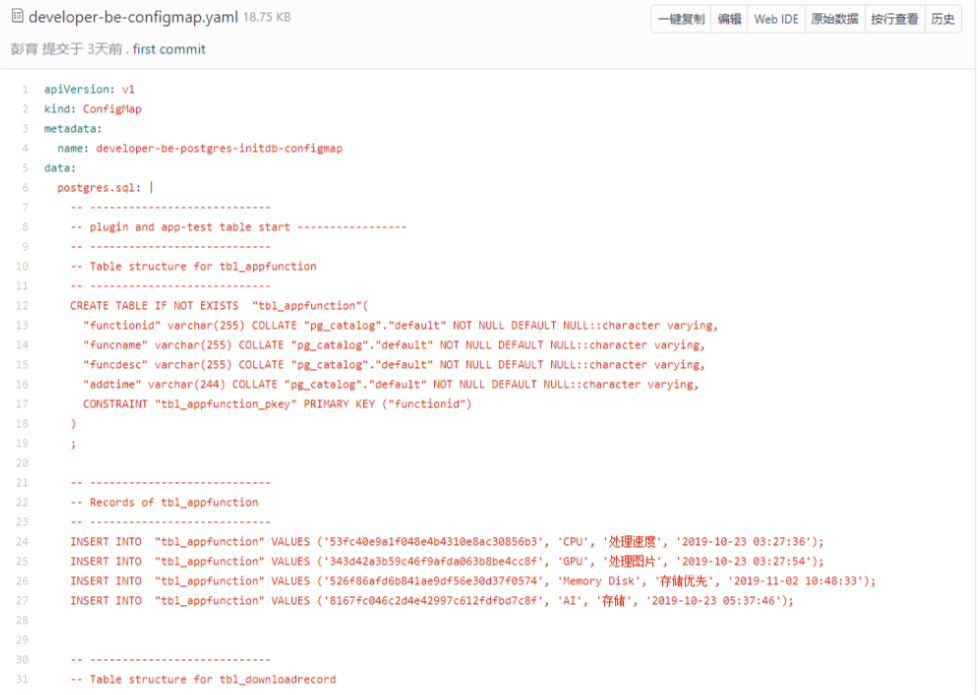 developer-be-configmap.yaml 18.75 KB
一键复制 编辑 Web IDE 原始数据 按行查看 历史
彭育 提交于 3天前 . first commit
1 apiVersion: v1
2 kind: ConfigMap
3 metadata:
4   name: developer-be-postgres-initdb-configmap
5 data:
6   postgres.sql: |
7     -- ----------------------------
8     -- plugin and app-test table start -----------------
9     -- ----------------------------
10     -- Table structure for tbl_appfunction
11     -- ----------------------------
12     CREATE TABLE IF NOT EXISTS  "tbl_appfunction"(
13       "functionid" varchar(255) COLLATE "pg_catalog"."default" NOT NULL DEFAULT NULL::character varying,
14       "funcname" varchar(255) COLLATE "pg_catalog"."default" NOT NULL DEFAULT NULL::character varying,
15       "funcdesc" varchar(255) COLLATE "pg_catalog"."default" NOT NULL DEFAULT NULL::character varying,
16       "addtime" varchar(244) COLLATE "pg_catalog"."default" NOT NULL DEFAULT NULL::character varying,
17       CONSTRAINT "tbl_appfunction_pkey" PRIMARY KEY ("functionid")
18     )
19     ;
20
21     -- ----------------------------
22     -- Records of tbl_appfunction
23     -- ----------------------------
24     INSERT INTO  "tbl_appfunction" VALUES ('53fc40e9a1f048e4b4310e8ac30856b3', 'CPU', '处理速度', '2019-10-23 03:27:36');
25     INSERT INTO  "tbl_appfunction" VALUES ('343d42a3b59c46f9afda063b8be4cc8f', 'GPU', '处理图片', '2019-10-23 03:27:54');
26     INSERT INTO  "tbl_appfunction" VALUES ('526f86afd6b841ae9df56e30d37f0574', 'Memory Disk', '存储优先', '2019-11-02 10:48:33');
27     INSERT INTO  "tbl_appfunction" VALUES ('8167fc046c2d4e42997c612fdfbd7c8f', 'AI', '存储', '2019-10-23 05:37:46');
28
29
30     -- ----------------------------
31     -- Table structure for tbl_downloadrecord